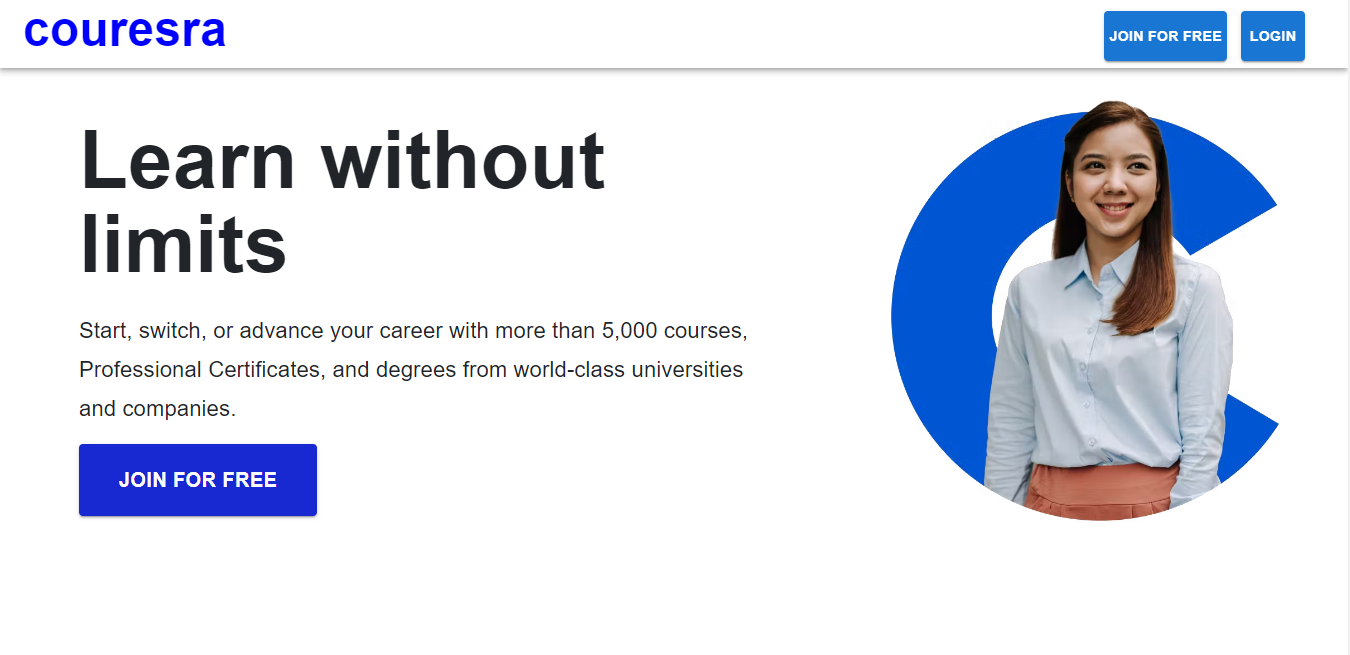 couresra
JOIN FOR FREE
LOGIN
Learn without
limits
Start, switch, or advance your career with more than 5,000 courses,
Professional Certificates, and degrees from world-class universities
and companies.
JOIN FOR FREE